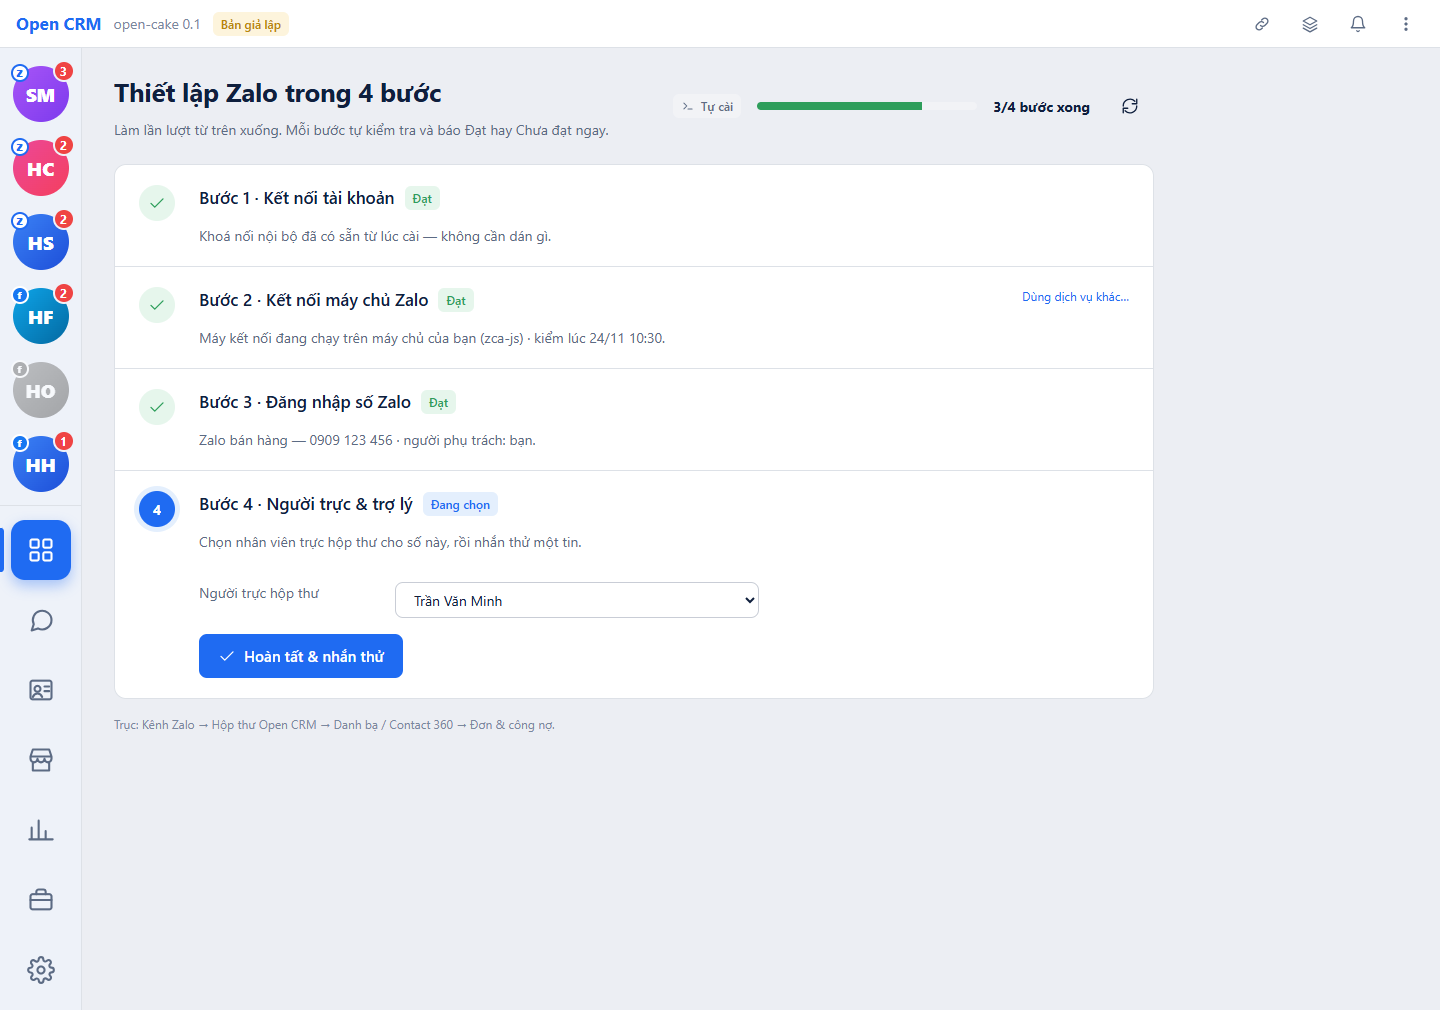 Open CRM open-cake 0.1 Bản giả lập
z 3
SM
z 2
HC
z 2
HS
f 2
HF
f
HO
f 1
HH
Thiết lập Zalo trong 4 bước
Làm lần lượt từ trên xuống. Mỗi bước tự kiểm tra và báo Đạt hay Chưa đạt ngay.
Tự cài
3/4 bước xong
Bước 1 · Kết nối tài khoản Đạt
Khoá nối nội bộ đã có sẵn từ lúc cài — không cần dán gì.
Bước 2 · Kết nối máy chủ Zalo Đạt
Dùng dịch vụ khác...
Máy kết nối đang chạy trên máy chủ của bạn (zca-js) · kiểm lúc 24/11 10:30.
Bước 3 · Đăng nhập số Zalo Đạt
Zalo bán hàng — 0909 123 456 · người phụ trách: bạn.
4 Bước 4 · Người trực & trợ lý Đang chọn
Chọn nhân viên trực hộp thư cho số này, rồi nhắn thử một tin.
Người trực hộp thư Trần Văn Minh
Hoàn tất & nhắn thử
Trục: Kênh Zalo → Hộp thư Open CRM → Danh bạ / Contact 360 → Đơn & công nợ.